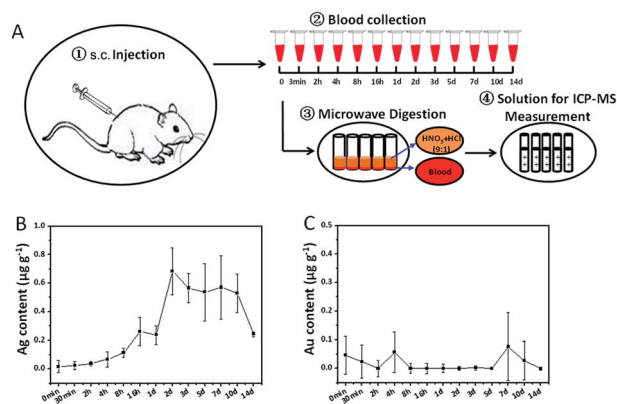 A
① s.c. Injection
② Blood collection
0 3min 2h 4h 8h 16h 1d 2d 3d 5d 7d 10d 14d
③ Microwave Digestion
HNO₃+HCl
(9:1)
Blood
④ Solution for ICP-MS
Measurement
B
Ag content (μg g⁻¹)
1.0
0.8
0.6
0.4
0.2
0.0
0min 30min 2h 4h 8h 16h 1d 2d 3d 5d 7d 10d 14d
C
Au content (μg g⁻¹)
0.5
0.4
0.3
0.2
0.1
0.0
0min 30min 2h 4h 8h 16h 1d 2d 3d 5d 7d 10d 14d